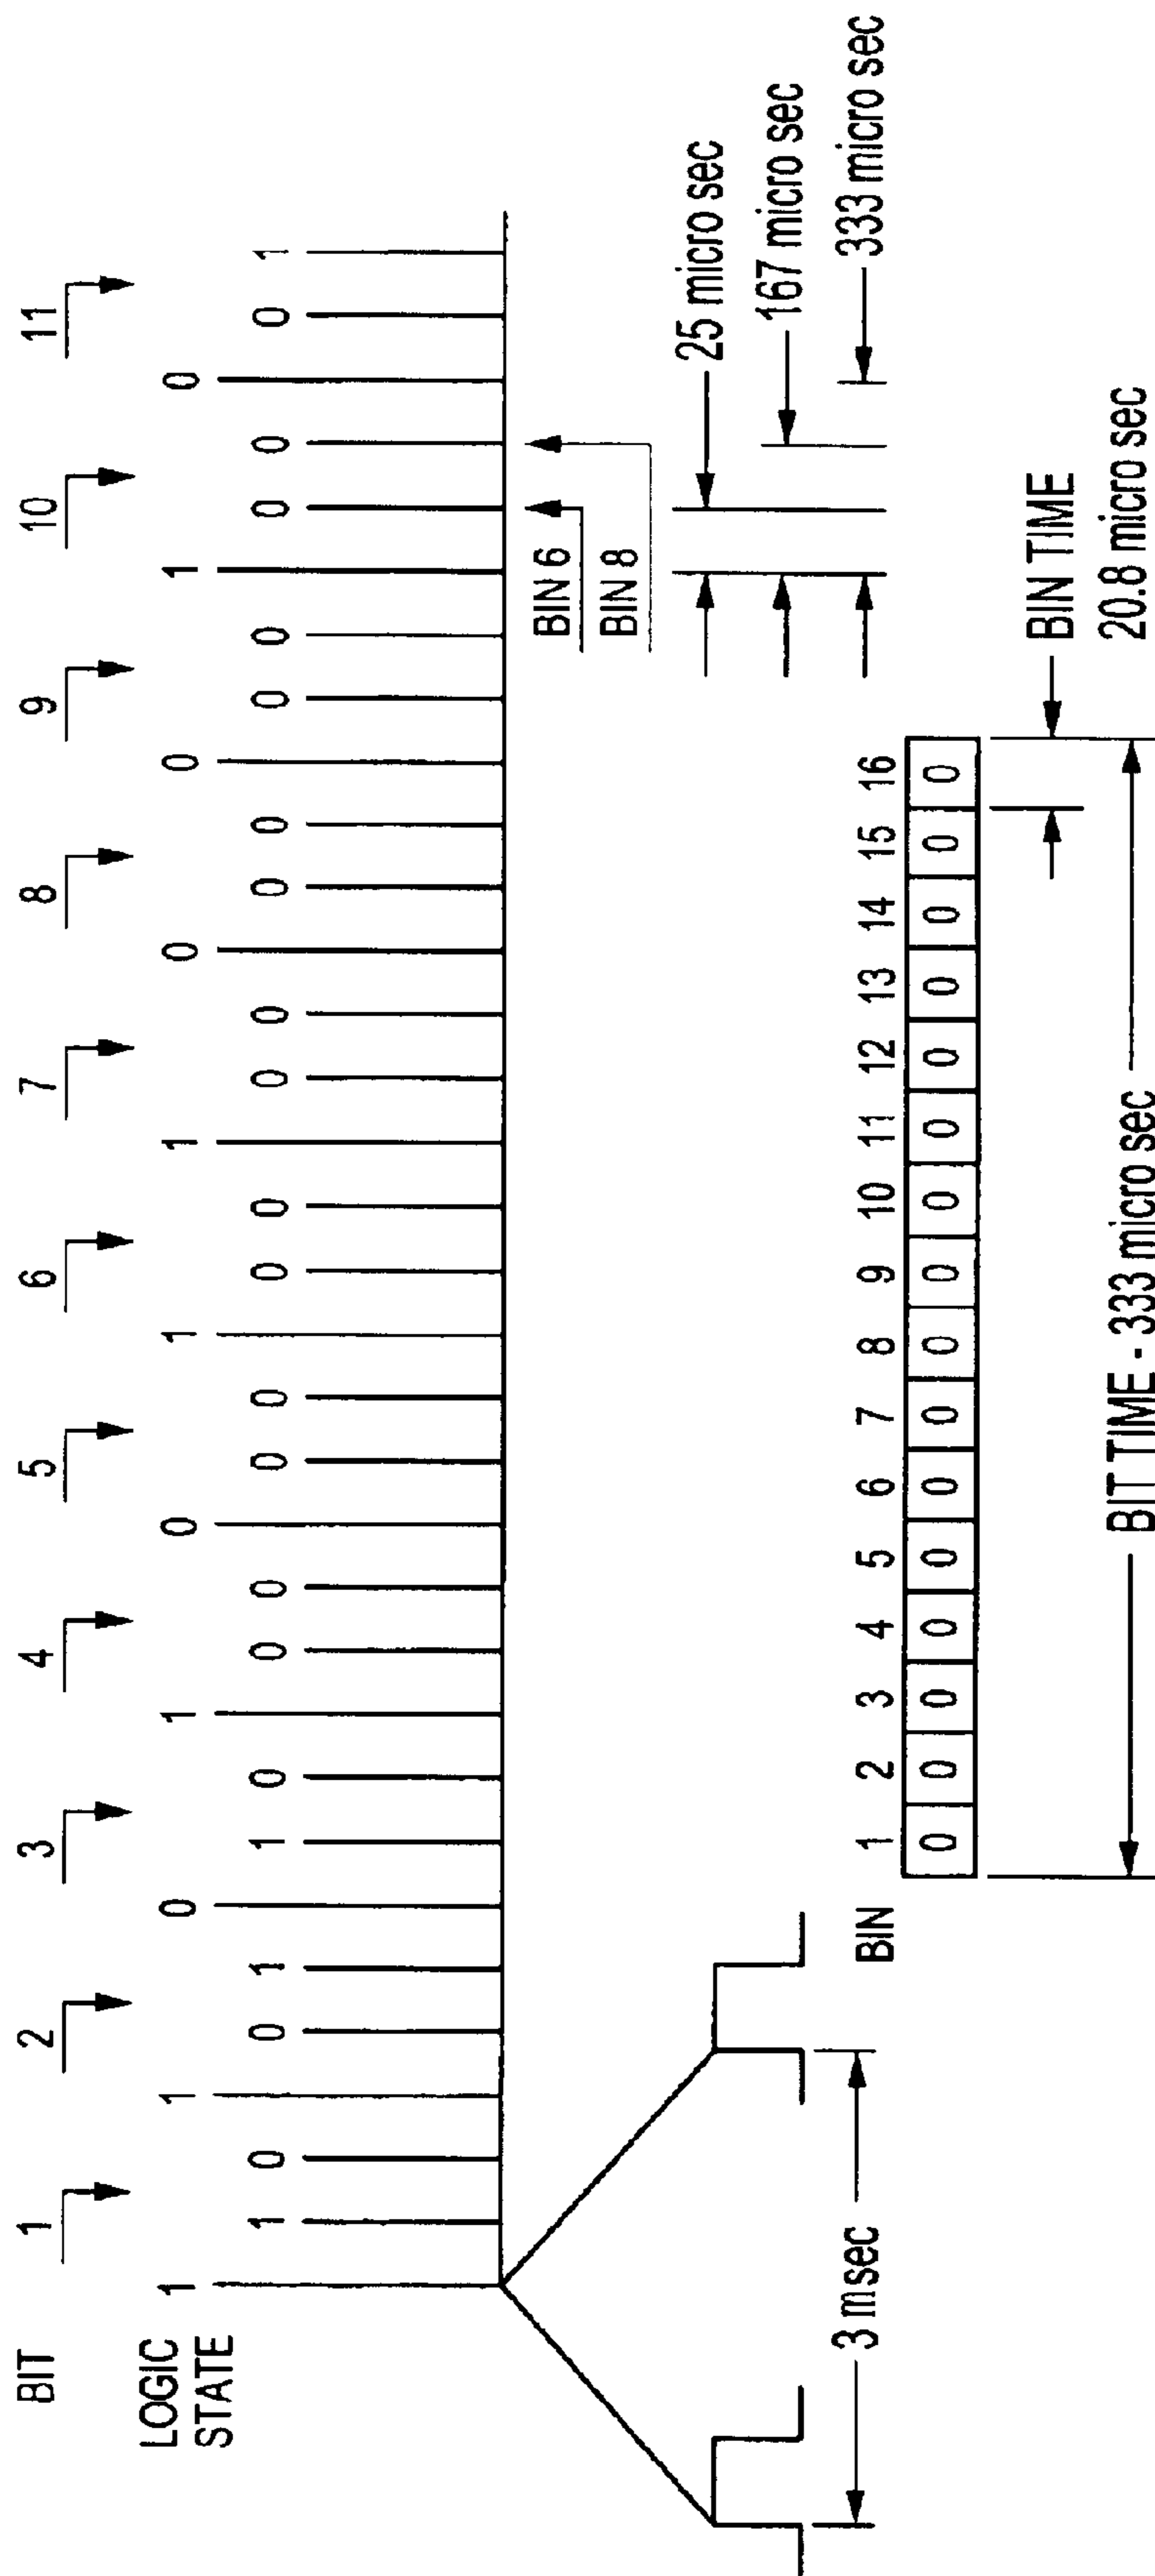 BIT 1 2 3 4 5 6 7 8 9 10 11
LOGIC STATE
1 1 0 1 0 1 1 0 0 1 0
1 0 0 1 1 0 0 0 0 0 0 0 0 0 0 0 0 0 0 0 0 1
BIN 6
BIN 8
25 micro sec
167 micro sec
333 micro sec
3 msec
BIN 1 2 3 4 5 6 7 8 9 10 11 12 13 14 15 16
0 0 0 0 0 0 0 0 0 0 0 0 0 0 0 0
BIN TIME
20.8 micro sec
BIT TIME - 333 micro sec